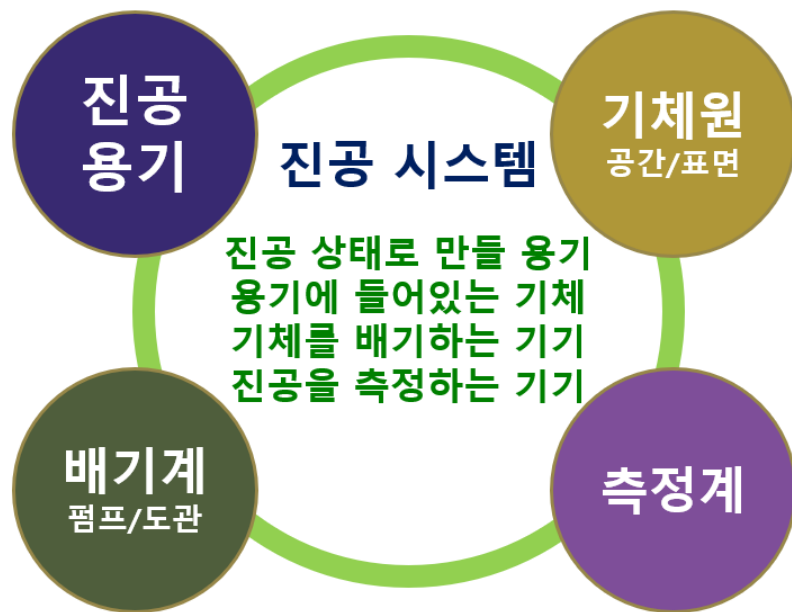 진공
용기
기체원
공간/표면
진공 시스템
진공 상태로 만들 용기
용기에 들어있는 기체
기체를 배기하는 기기
진공을 측정하는 기기
배기계
펌프/도관
측정계